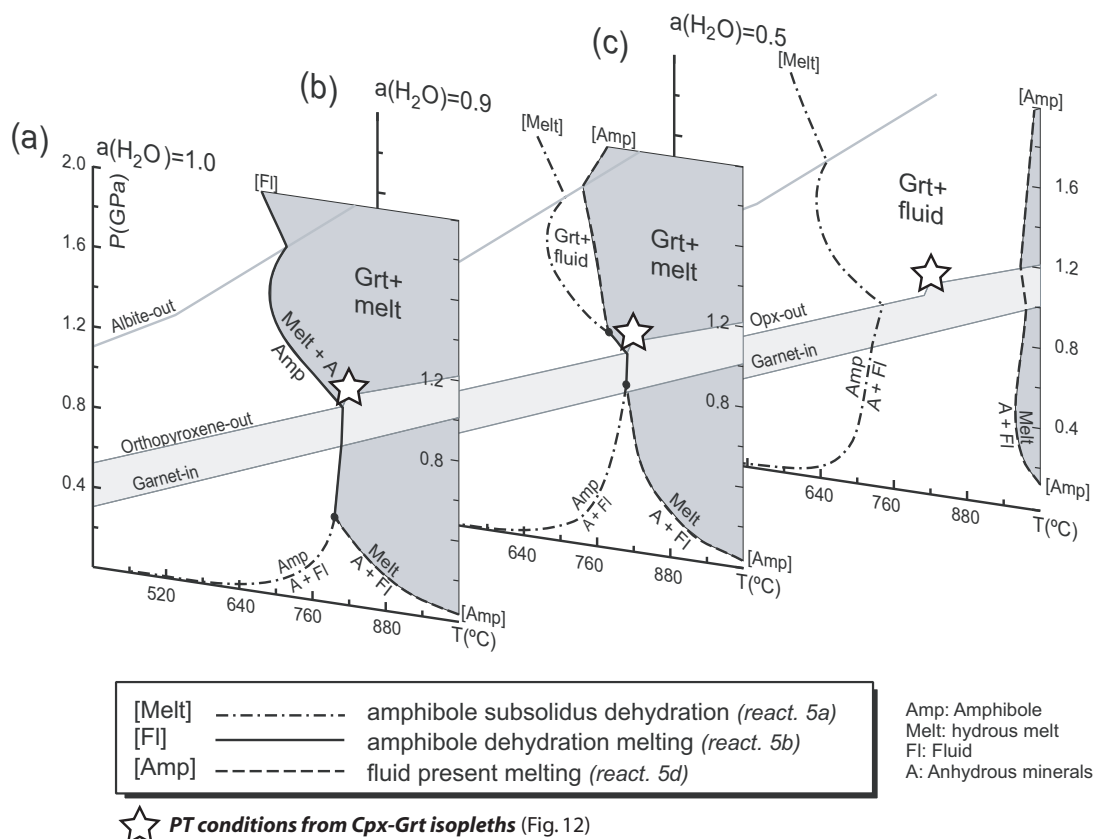 (a)
a(H₂O)=1.0
2.0
1.6
1.2
0.8
0.4
P(GPa)
[Fl]
Albite-out
Grt+
melt
Melt + A
Amp
Orthopyroxene-out
Garnet-in
Amp
A + Fl
Melt
A + Fl
[Amp]
520
640
760
880
T(ºC)
(b)
a(H₂O)=0.9
[Melt]
[Amp]
Grt+
fluid
Grt+
melt
1.2
0.8
Amp
A + Fl
Melt
A + Fl
[Amp]
640
760
880
T(ºC)
(c)
a(H₂O)=0.5
[Melt]
[Amp]
Grt+
fluid
Opx-out
Garnet-in
1.2
0.8
Amp
A + Fl
Melt
A + Fl
1.6
1.2
0.8
0.4
[Amp]
640
760
880
T(ºC)
[Melt] amphibole subsolidus dehydration (react. 5a)
[Fl] amphibole dehydration melting (react. 5b)
[Amp] fluid present melting (react. 5d)
Amp: Amphibole
Melt: hydrous melt
Fl: Fluid
A: Anhydrous minerals
PT conditions from Cpx-Grt isopleths (Fig. 12)